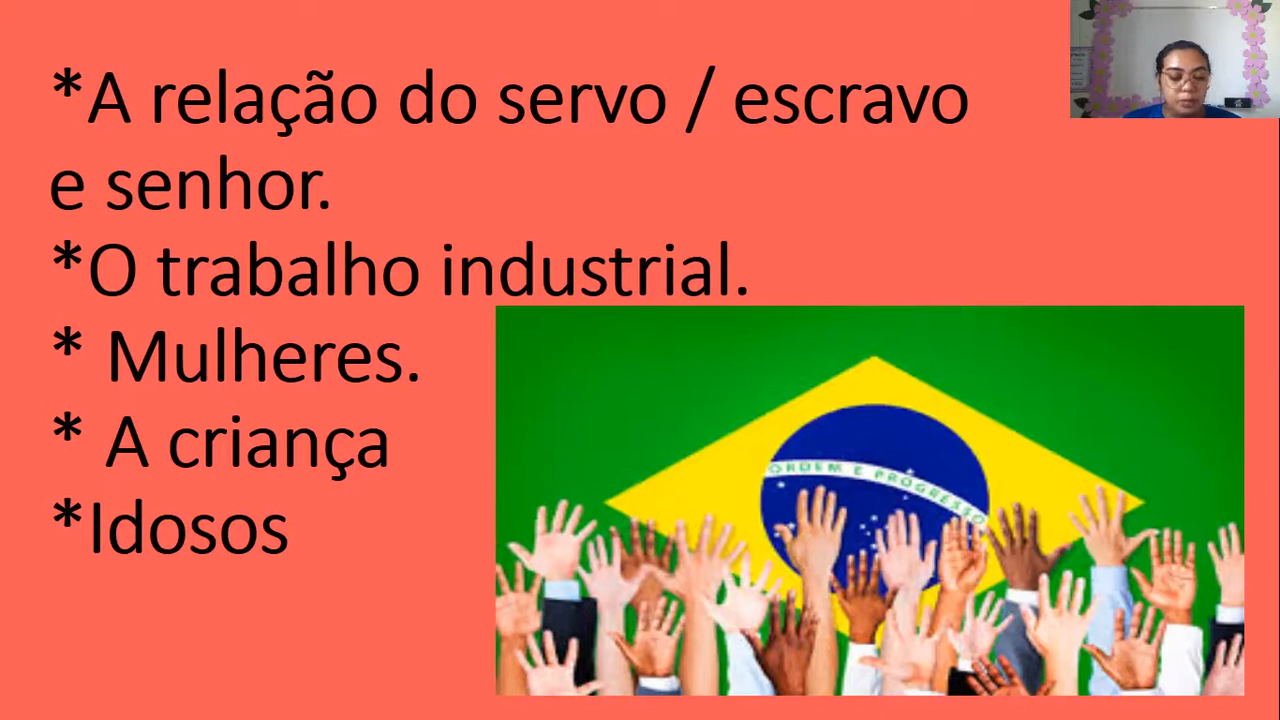 *A relação do servo / escravo
e senhor.
*O trabalho industrial.
* Mulheres.
* A criança
*Idosos
ORDEM E PROGRESSO